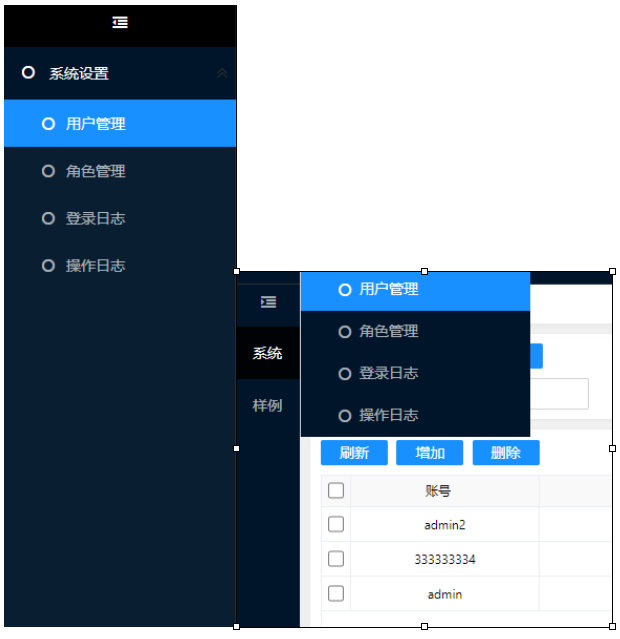 系统设置
用户管理
角色管理
登录日志
操作日志
用户管理
角色管理
登录日志
操作日志
系统
样例
刷新 增加 删除
账号
admin2
333333334
admin